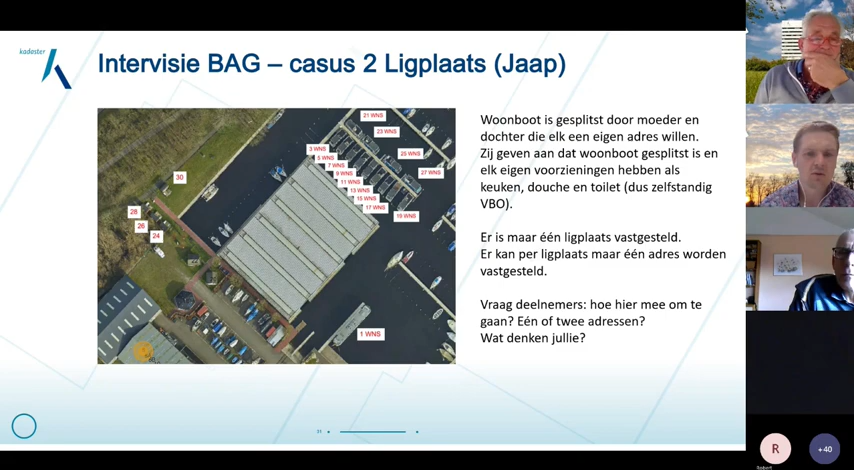 kadaster
Intervisie BAG – casus 2 Ligplaats (Jaap)
21 WNS
23 WNS
25 WNS
27 WNS
3 WNS
5 WNS
7 WNS
9 WNS
11 WNS
13 WNS
15 WNS
17 WNS
19 WNS
30
28
26
24
1 WNS
Woonboot is gesplitst door moeder en
dochter die elk een eigen adres willen.
Zij geven aan dat woonboot gesplitst is en
elk eigen voorzieningen hebben als
keuken, douche en toilet (dus zelfstandig
VBO).
Er is maar één ligplaats vastgesteld.
Er kan per ligplaats maar één adres worden
vastgesteld.
Vraag deelnemers: hoe hier mee om te
gaan? Eén of twee adressen?
Wat denken jullie?
21
R
+40
Robert